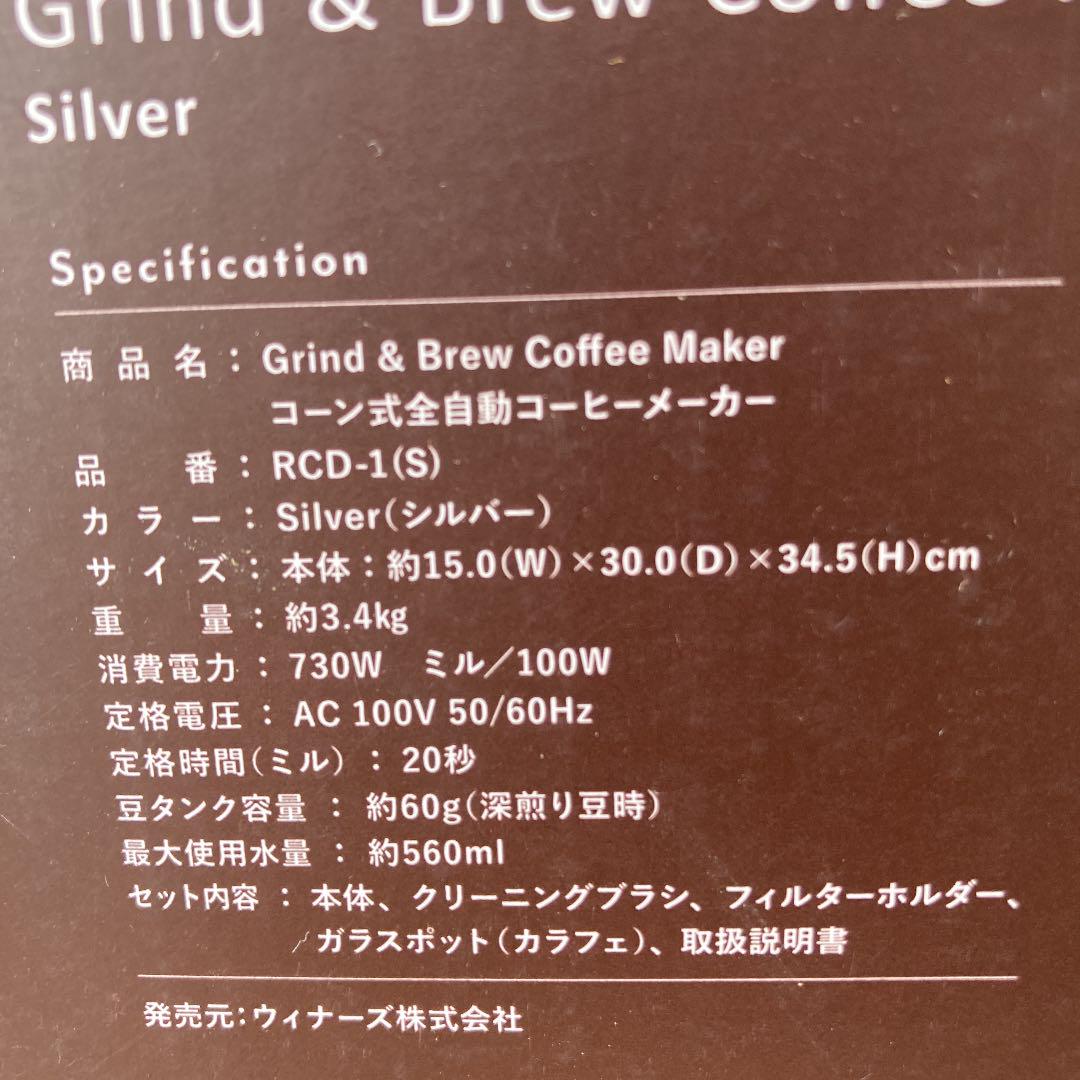 Grind & Brew Coffee
Silver
Specification
商品名：Grind & Brew Coffee Maker
コーン式全自動コーヒーメーカー
品番：RCD-1(S)
カラー：Silver(シルバー)
サイズ：本体：約15.0(W)×30.0(D)×34.5(H)cm
重量：約3.4kg
消費電力：730W ミル／100W
定格電圧：AC 100V 50/60Hz
定格時間(ミル)：20秒
豆タンク容量：約60g(深煎り豆時)
最大使用水量：約560ml
セット内容：本体、クリーニングブラシ、フィルターホルダー、
ガラスポット(カラフェ)、取扱説明書
発売元：ウィナーズ株式会社